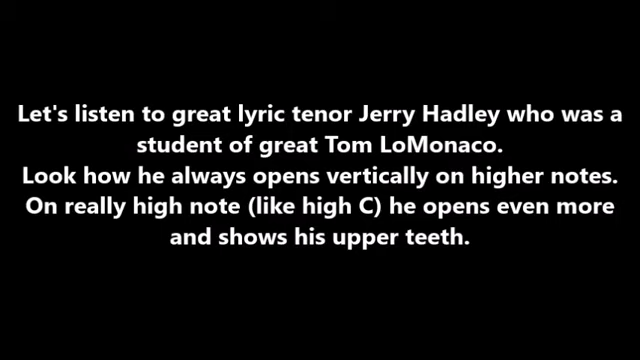 Let's listen to great lyric tenor Jerry Hadley who was a
student of great Tom LoMonaco.
Look how he always opens vertically on higher notes.
On really high note (like high C) he opens even more
and shows his upper teeth.